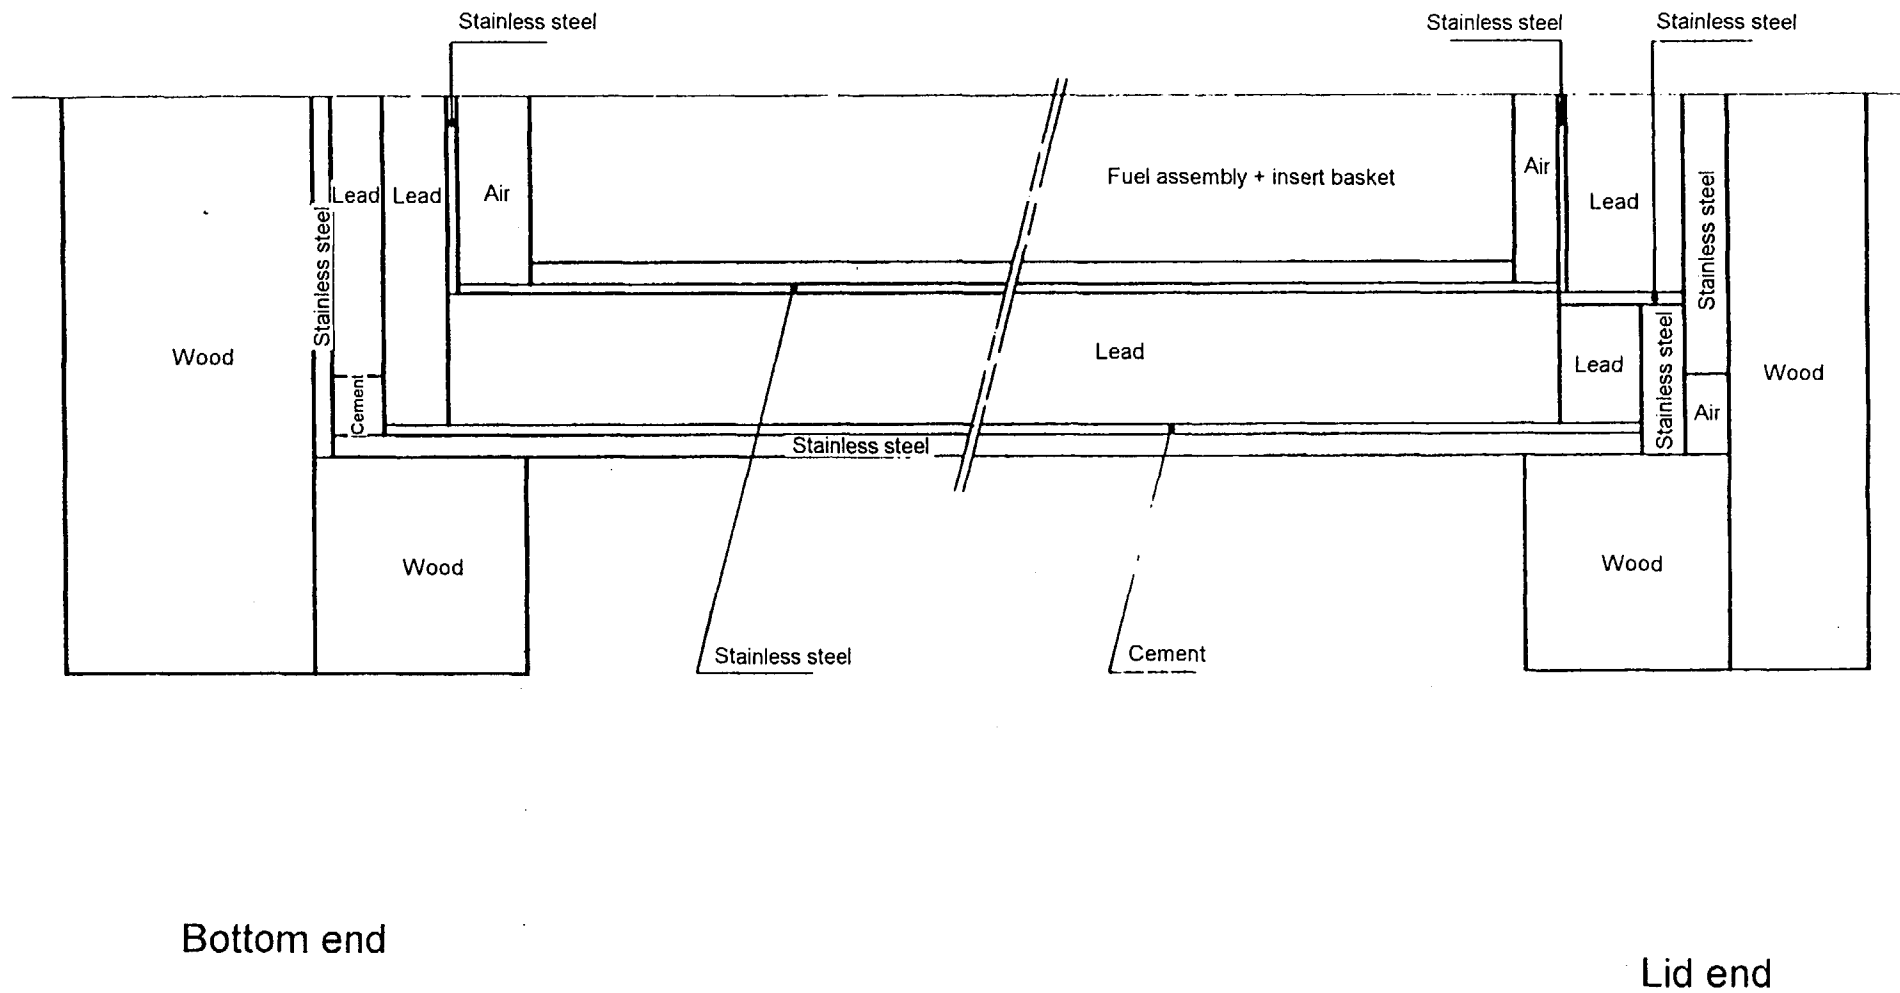 Stainless steel
Stainless steel
Stainless steel
Fuel assembly + insert basket
Air
Lead
Lead
Air
Lead
Stainless steel
Stainless steel
Wood
Lead
Lead
Stainless steel
Wood
Cement
Air
Stainless steel
Wood
Wood
Stainless steel
Cement
Bottom end
Lid end